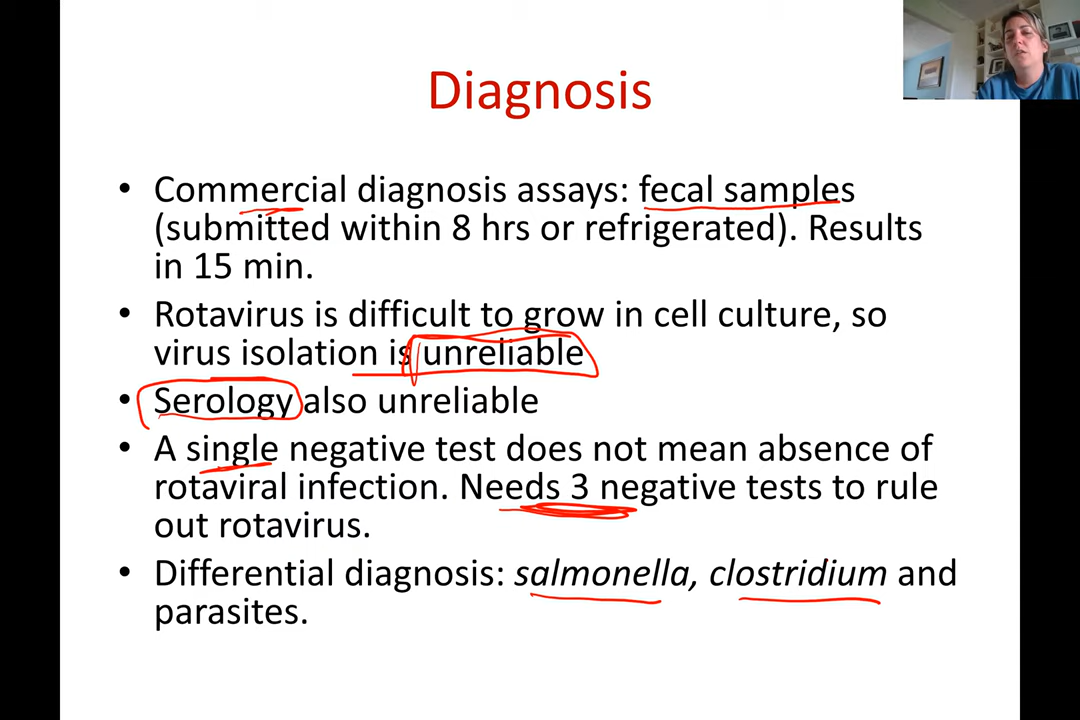 Diagnosis
• Commercial diagnosis assays: fecal samples
(submitted within 8 hrs or refrigerated). Results
in 15 min.
• Rotavirus is difficult to grow in cell culture, so
virus isolation is unreliable
• Serology also unreliable
• A single negative test does not mean absence of
rotaviral infection. Needs 3 negative tests to rule
out rotavirus.
• Differential diagnosis: salmonella, clostridium and
parasites.